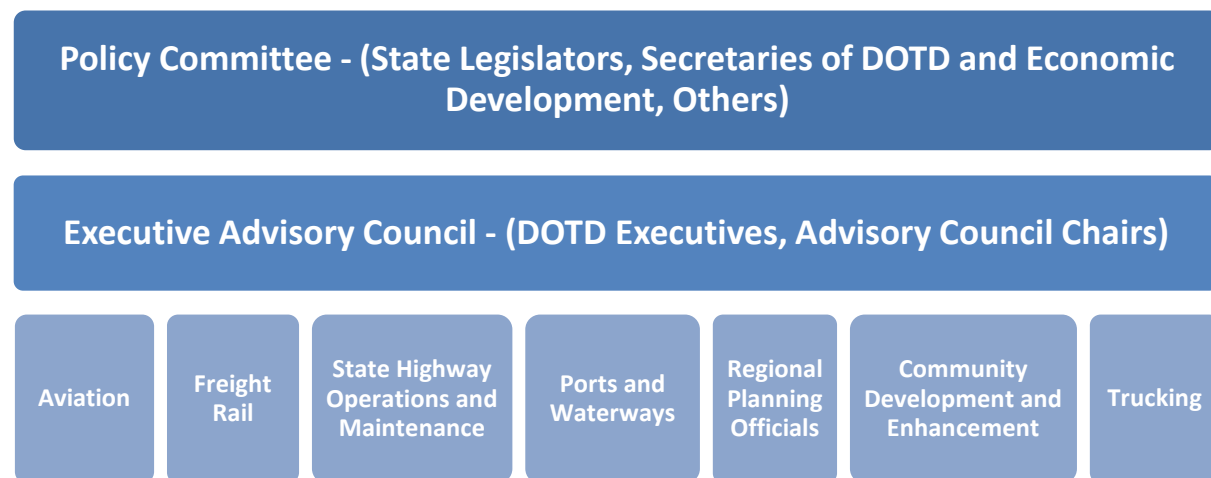 Policy Committee - (State Legislators, Secretaries of DOTD and Economic
Development, Others)
Executive Advisory Council - (DOTD Executives, Advisory Council Chairs)
Aviation
Freight
Rail
State Highway
Operations and
Maintenance
Ports and
Waterways
Regional
Planning
Officials
Community
Development and
Enhancement
Trucking